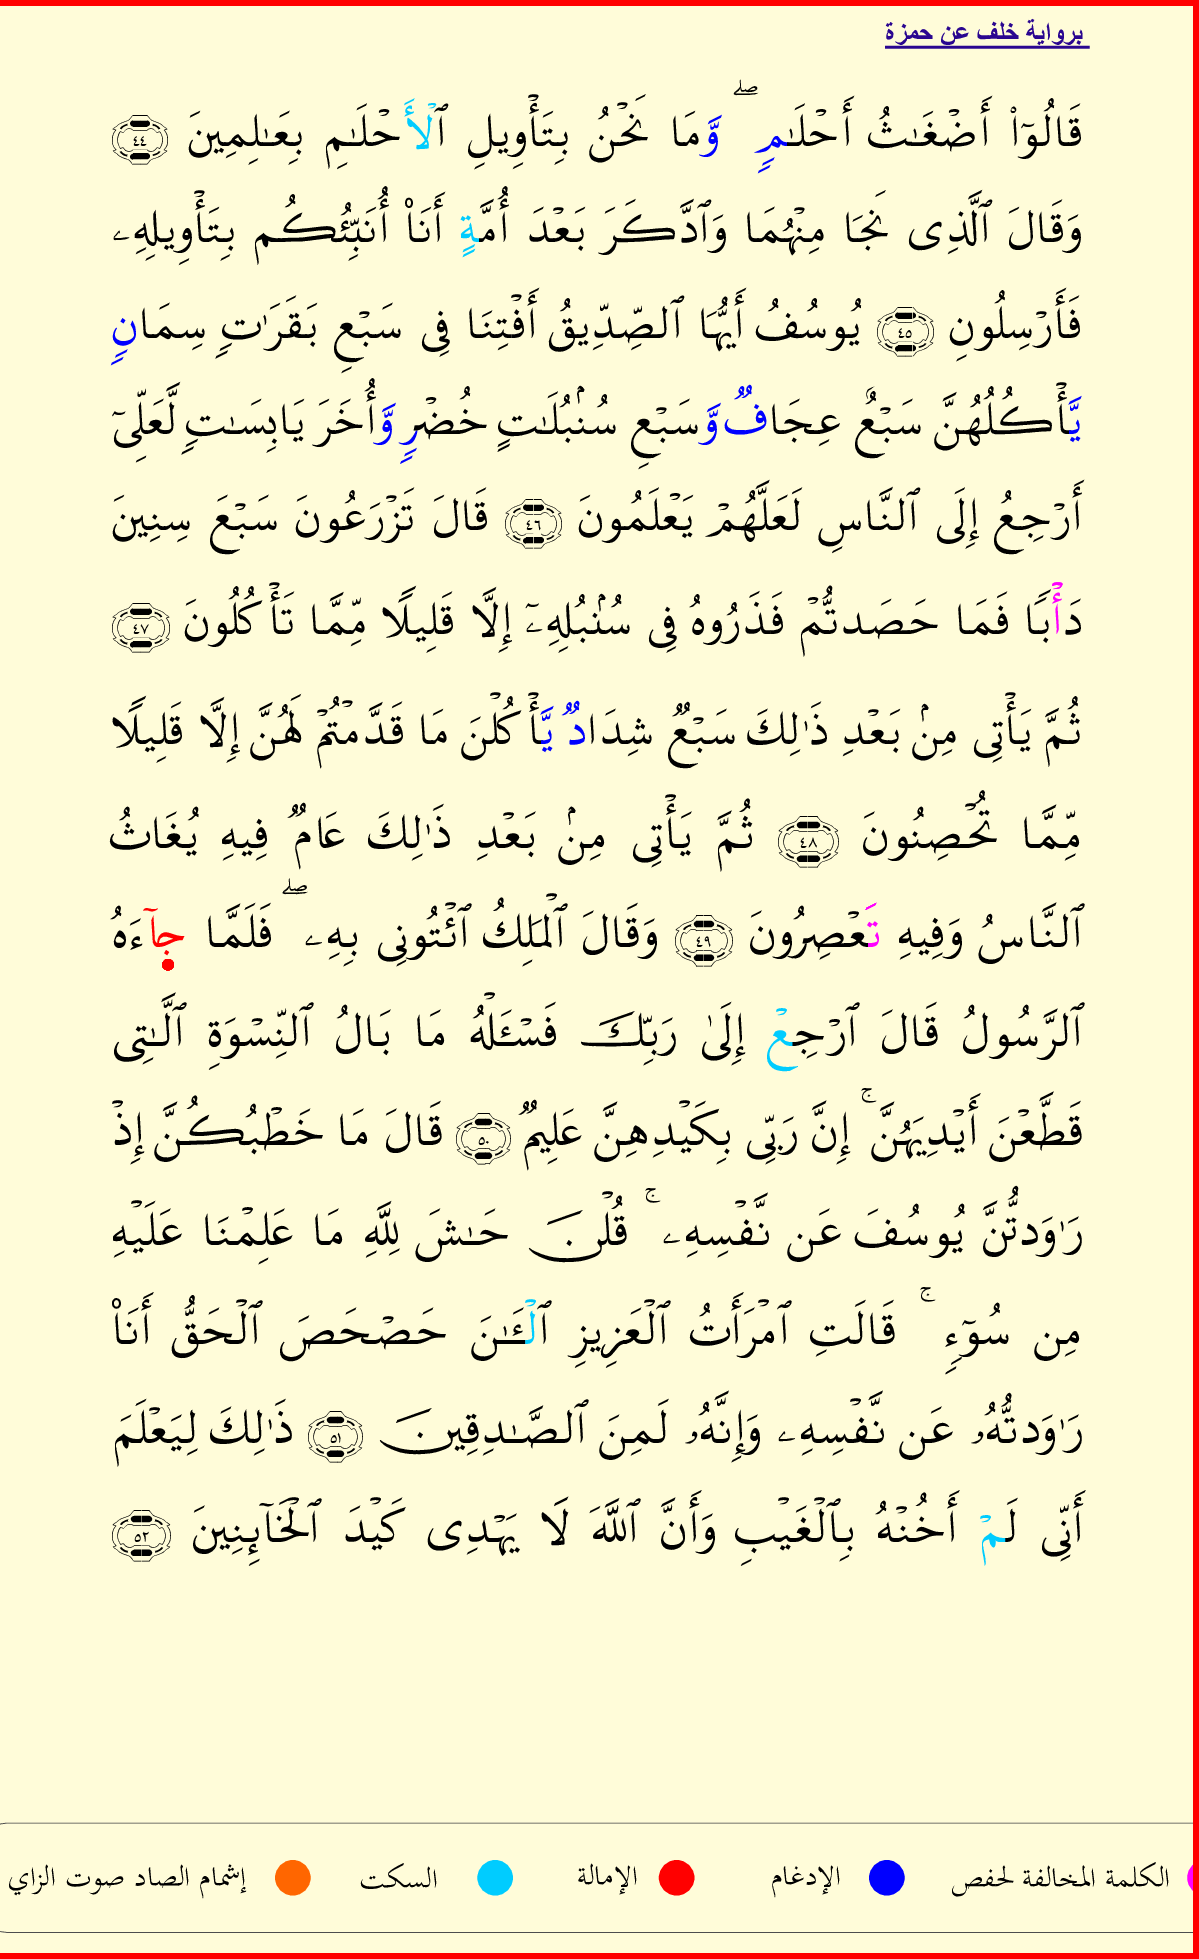 برواية خلف عن حمزة
قَالُوٓاْ أَضْغَٰثُ أَحْلَٰمٍۖ وَّمَا نَحْنُ بِتَأْوِيلِ ٱلْأَحْلَٰمِ بِعَٰلِمِينَ ٤٤
وَقَالَ ٱلَّذِى نَجَا مِنْهُمَا وَٱدَّكَرَ بَعْدَ أُمَّةٍ أَنَا۠ أُنَبِّئُكُم بِتَأْوِيلِهِۦ
فَأَرْسِلُونِ ٤٥ يُوسُفُ أَيُّهَا ٱلصِّدِّيقُ أَفْتِنَا فِى سَبْعِ بَقَرَٰتٍ سِمَانٍ
يَّأْكُلُهُنَّ سَبْعٌ عِجَافٌ وَّسَبْعِ سُنۢبُلَٰتٍ خُضْرٍ وَّأُخَرَ يَابِسَٰتٍ لَّعَلِّىٓ
أَرْجِعُ إِلَى ٱلنَّاسِ لَعَلَّهُمْ يَعْلَمُونَ ٤٦ قَالَ تَزْرَعُونَ سَبْعَ سِنِينَ
دَأْبًا فَمَا حَصَدتُّمْ فَذَرُوهُ فِى سُنۢبُلِهِۦٓ إِلَّا قَلِيلًا مِّمَّا تَأْكُلُونَ ٤٧
ثُمَّ يَأْتِى مِنۢ بَعْدِ ذَٰلِكَ سَبْعٌ شِدَادٌ يَّأْكُلْنَ مَا قَدَّمْتُمْ لَهُنَّ إِلَّا قَلِيلًا
مِّمَّا تُحْصِنُونَ ٤٨ ثُمَّ يَأْتِى مِنۢ بَعْدِ ذَٰلِكَ عَامٌ فِيهِ يُغَاثُ
ٱلنَّاسُ وَفِيهِ تَعْصِرُونَ ٤٩ وَقَالَ ٱلْمَلِكُ ٱئْتُونِى بِهِۦۖ فَلَمَّا جآءَهُ
ٱلرَّسُولُ قَالَ ٱرْجِعْ إِلَىٰ رَبِّكَ فَسْـَٔلْهُ مَا بَالُ ٱلنِّسْوَةِ ٱلَّٰتِى
قَطَّعْنَ أَيْدِيَهُنَّۚ إِنَّ رَبِّى بِكَيْدِهِنَّ عَلِيمٌ ٥٠ قَالَ مَا خَطْبُكُنَّ إِذْ
رَٰوَدتُّنَّ يُوسُفَ عَن نَّفْسِهِۦۚ قُلْنَ حَٰشَ لِلَّهِ مَا عَلِمْنَا عَلَيْهِ
مِن سُوٓءٍۚ قَالَتِ ٱمْرَأَتُ ٱلْعَزِيزِ ٱلْـَٰٔنَ حَصْحَصَ ٱلْحَقُّ أَنَا۠
رَٰوَدتُّهُۥ عَن نَّفْسِهِۦ وَإِنَّهُۥ لَمِنَ ٱلصَّٰدِقِينَ ٥١ ذَٰلِكَ لِيَعْلَمَ
أَنِّى لَمْ أَخُنْهُ بِٱلْغَيْبِ وَأَنَّ ٱللَّهَ لَا يَهْدِى كَيْدَ ٱلْخَآئِنِينَ ٥٢
الكلمة المخالفة لحفص الإدغام الإمالة السكت إشمام الصاد صوت الزاي